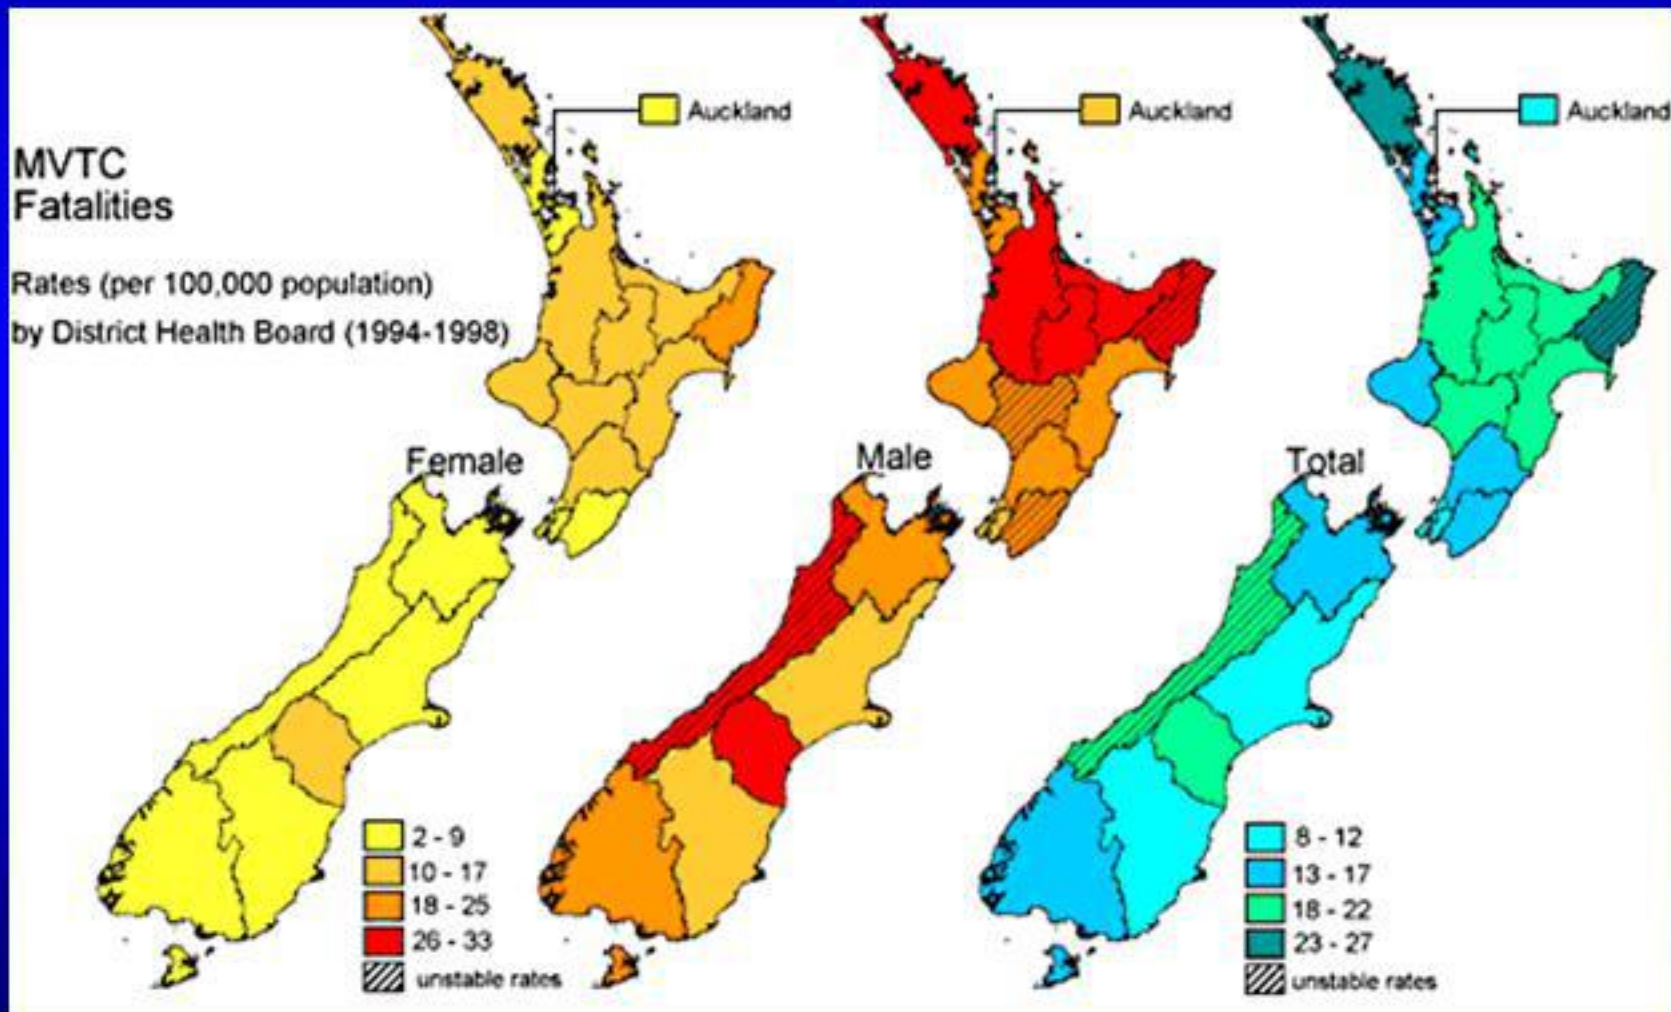 MVTC
Fatalities
Rates (per 100,000 population)
by District Health Board (1994-1998)
Auckland
Female
2 - 9
10 - 17
18 - 25
26 - 33
unstable rates
Auckland
Male
Auckland
Total
8 - 12
13 - 17
18 - 22
23 - 27
unstable rates